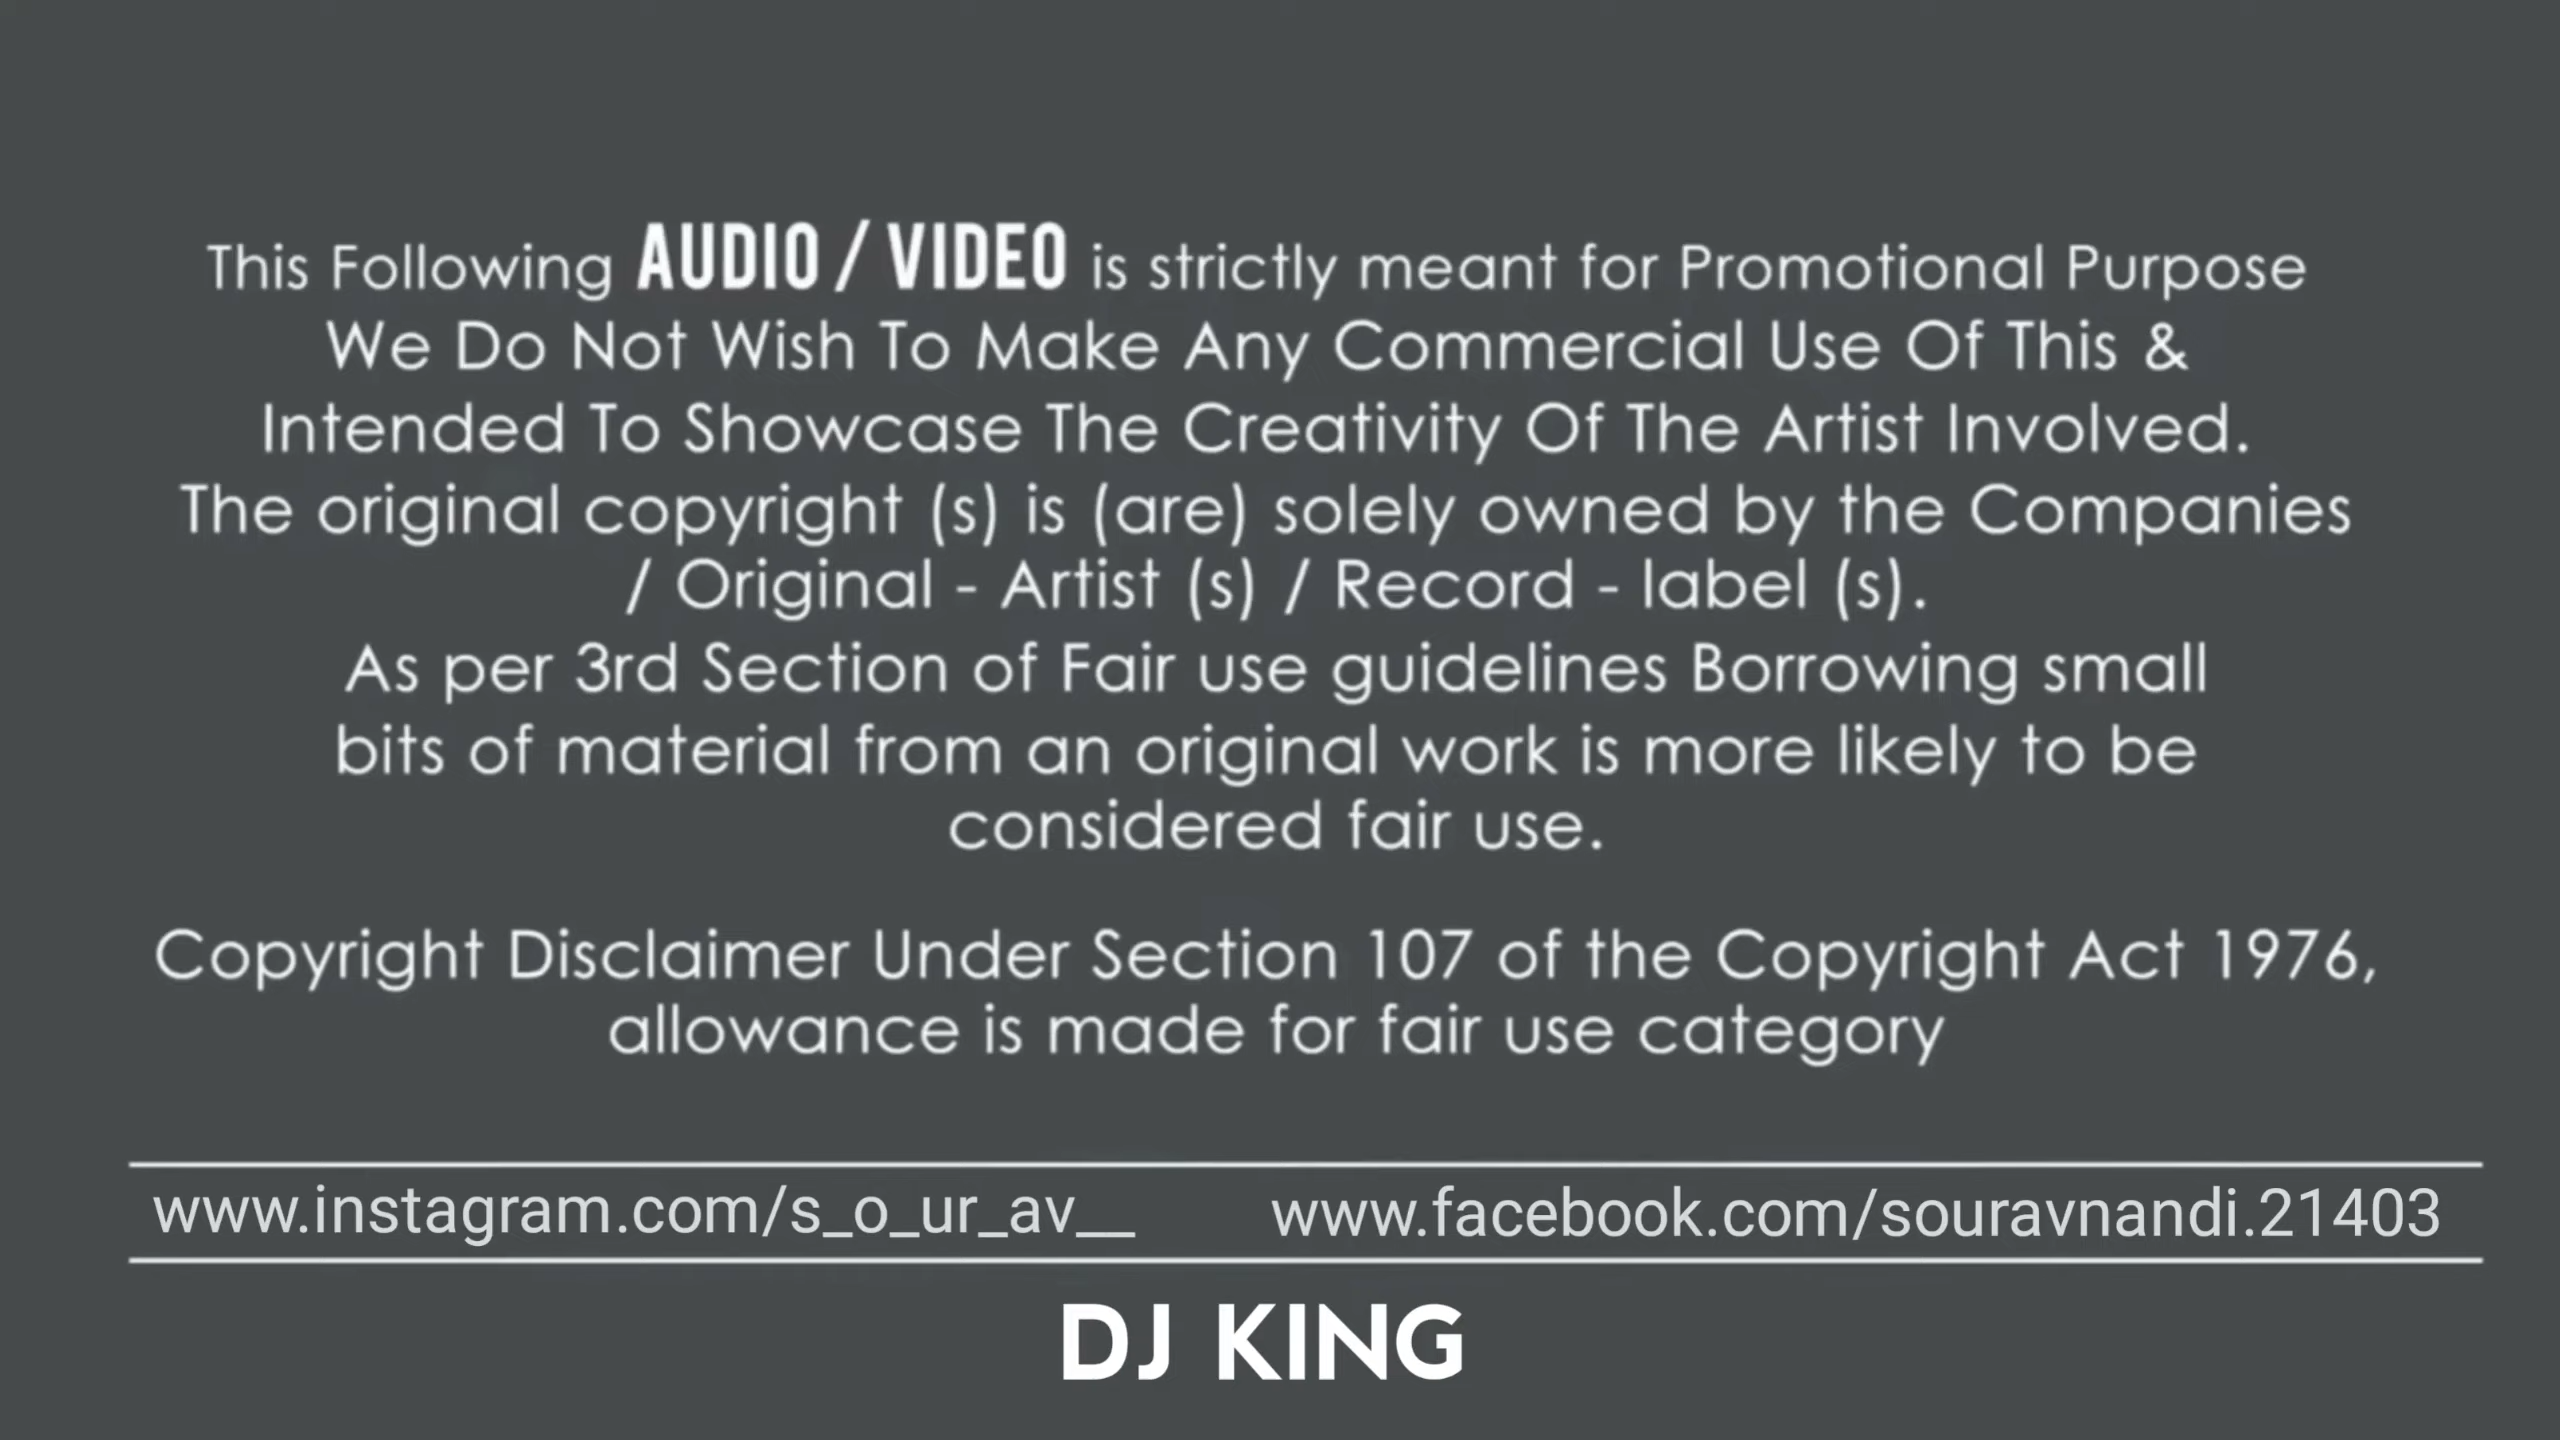 This Following AUDIO / VIDEO is strictly meant for Promotional Purpose
We Do Not Wish To Make Any Commercial Use Of This &
Intended To Showcase The Creativity Of The Artist Involved.
The original copyright (s) is (are) solely owned by the Companies
/ Original - Artist (s) / Record - label (s).
As per 3rd Section of Fair use guidelines Borrowing small
bits of material from an original work is more likely to be
considered fair use.
Copyright Disclaimer Under Section 107 of the Copyright Act 1976,
allowance is made for fair use category
www.instagram.com/s_o_ur_av__ www.facebook.com/souravnandi.21403
DJ KING